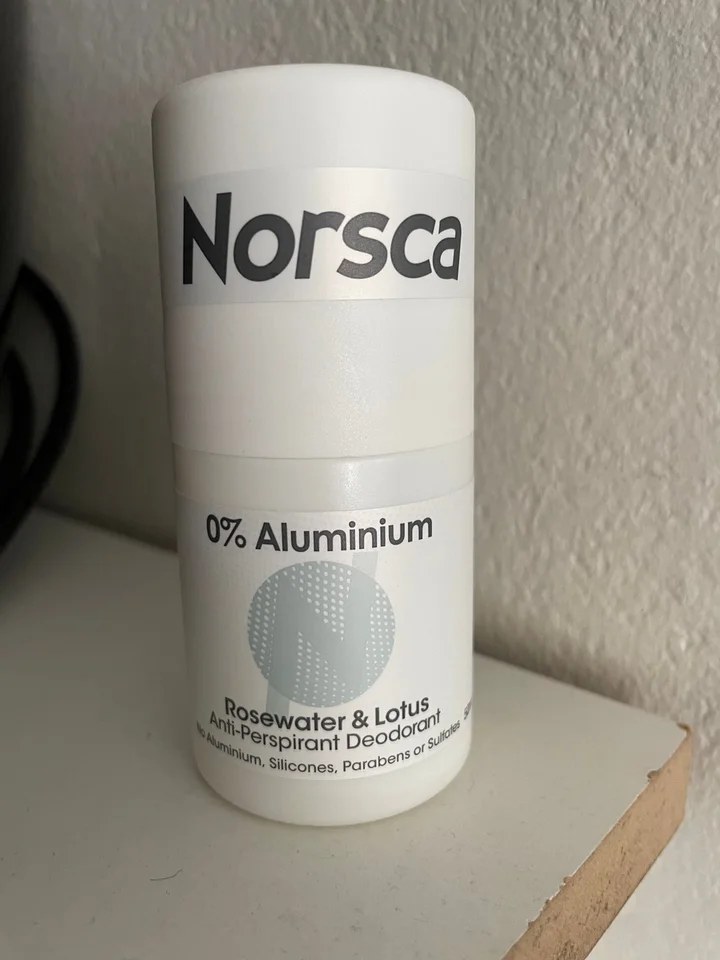 Norsca
0% Aluminium
N
Rosewater & Lotus
Anti-Perspirant Deodorant
No Aluminium, Silicones, Parabens or Sulfates